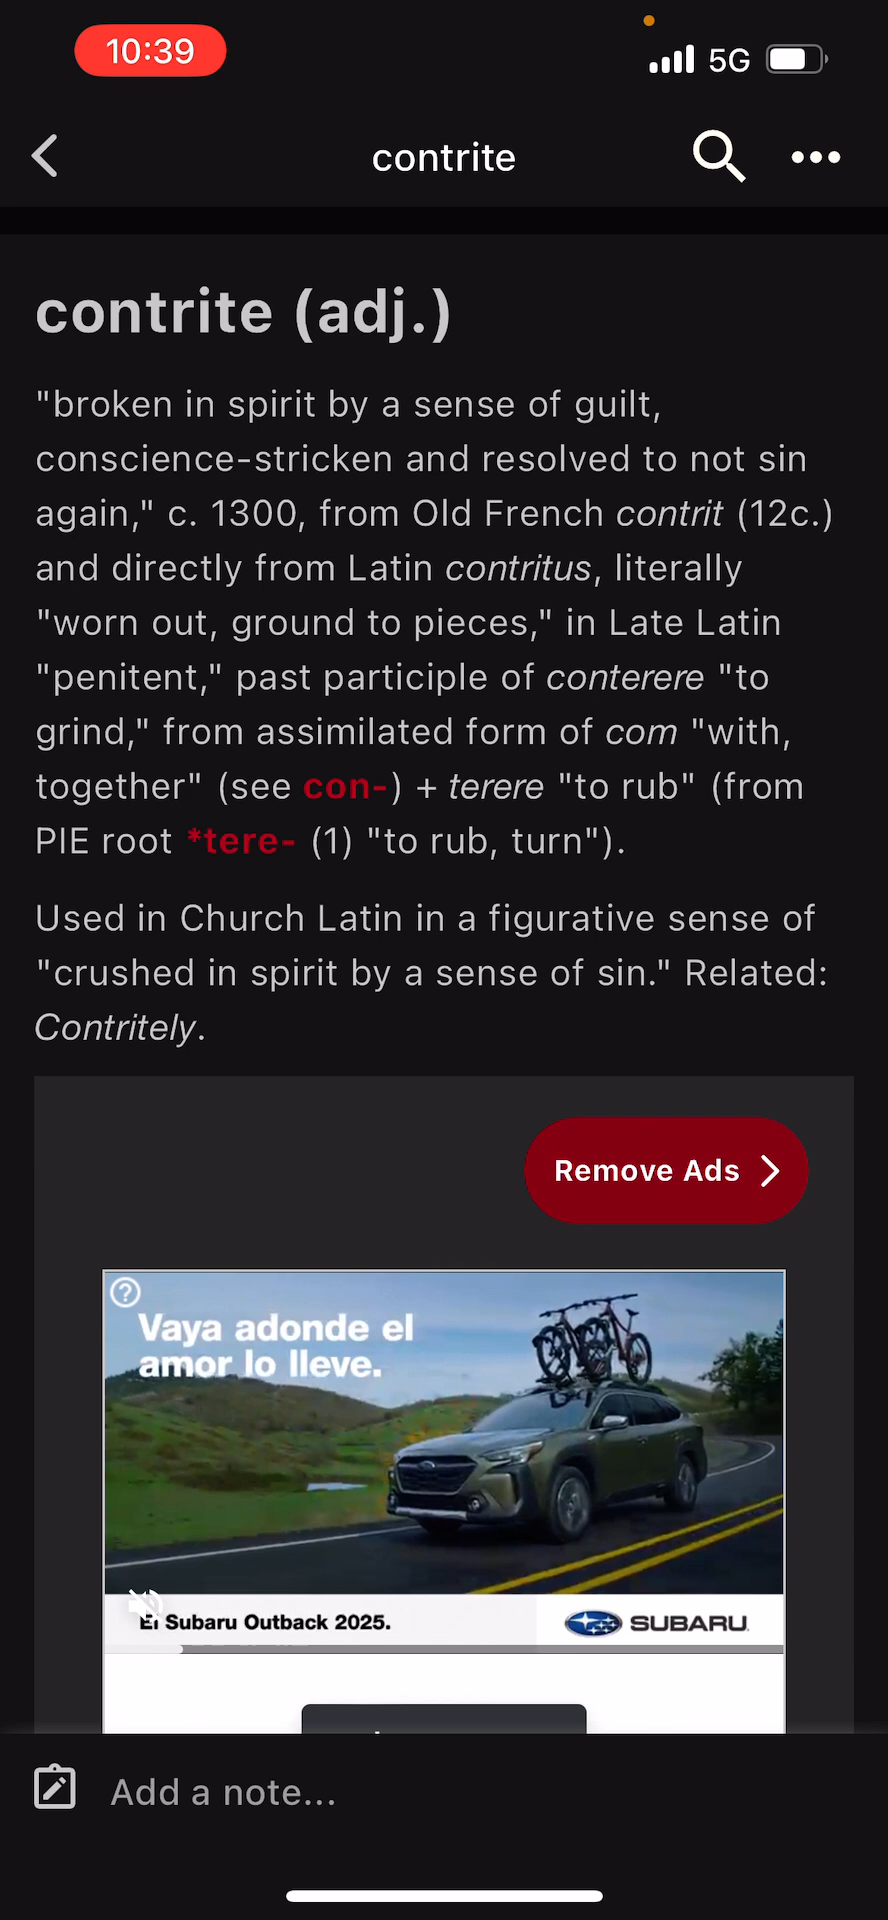 10:39
5G
contrite
contrite (adj.)
"broken in spirit by a sense of guilt,
conscience-stricken and resolved to not sin
again," c. 1300, from Old French contrit (12c.)
and directly from Latin contritus, literally
"worn out, ground to pieces," in Late Latin
"penitent," past participle of conterere "to
grind," from assimilated form of com "with,
together" (see con-) + terere "to rub" (from
PIE root *tere- (1) "to rub, turn").
Used in Church Latin in a figurative sense of
"crushed in spirit by a sense of sin." Related:
Contritely.
Remove Ads
Vaya adonde el
amor lo lleve.
El Subaru Outback 2025.
SUBARU
Add a note...